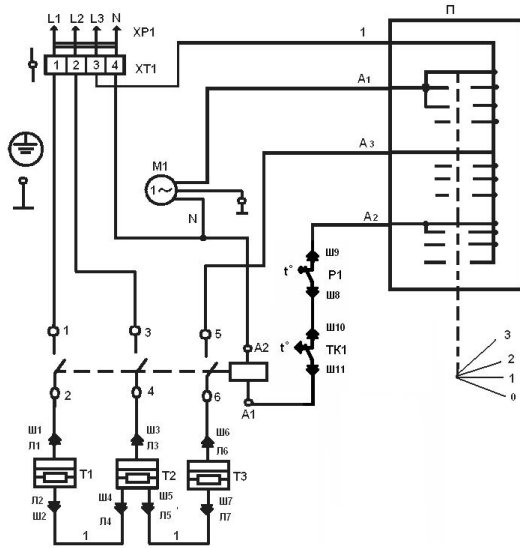 L1 L2 L3 N XP1
П
1
1 2 3 4 XT1
A1
A3
M1
1~
N
A2
Ш9
t° P1
Ш8
Ш10
t° TK1
Ш11
3
2
1
0
1 3 5
A2
2 4 6
A1
Ш1 Ш3 Ш6
Л1 Л3 Л6
T1 T2 T3
Л2 Ш4 Ш5 Ш7
Ш2 Л4 Л5 Л7
1 1